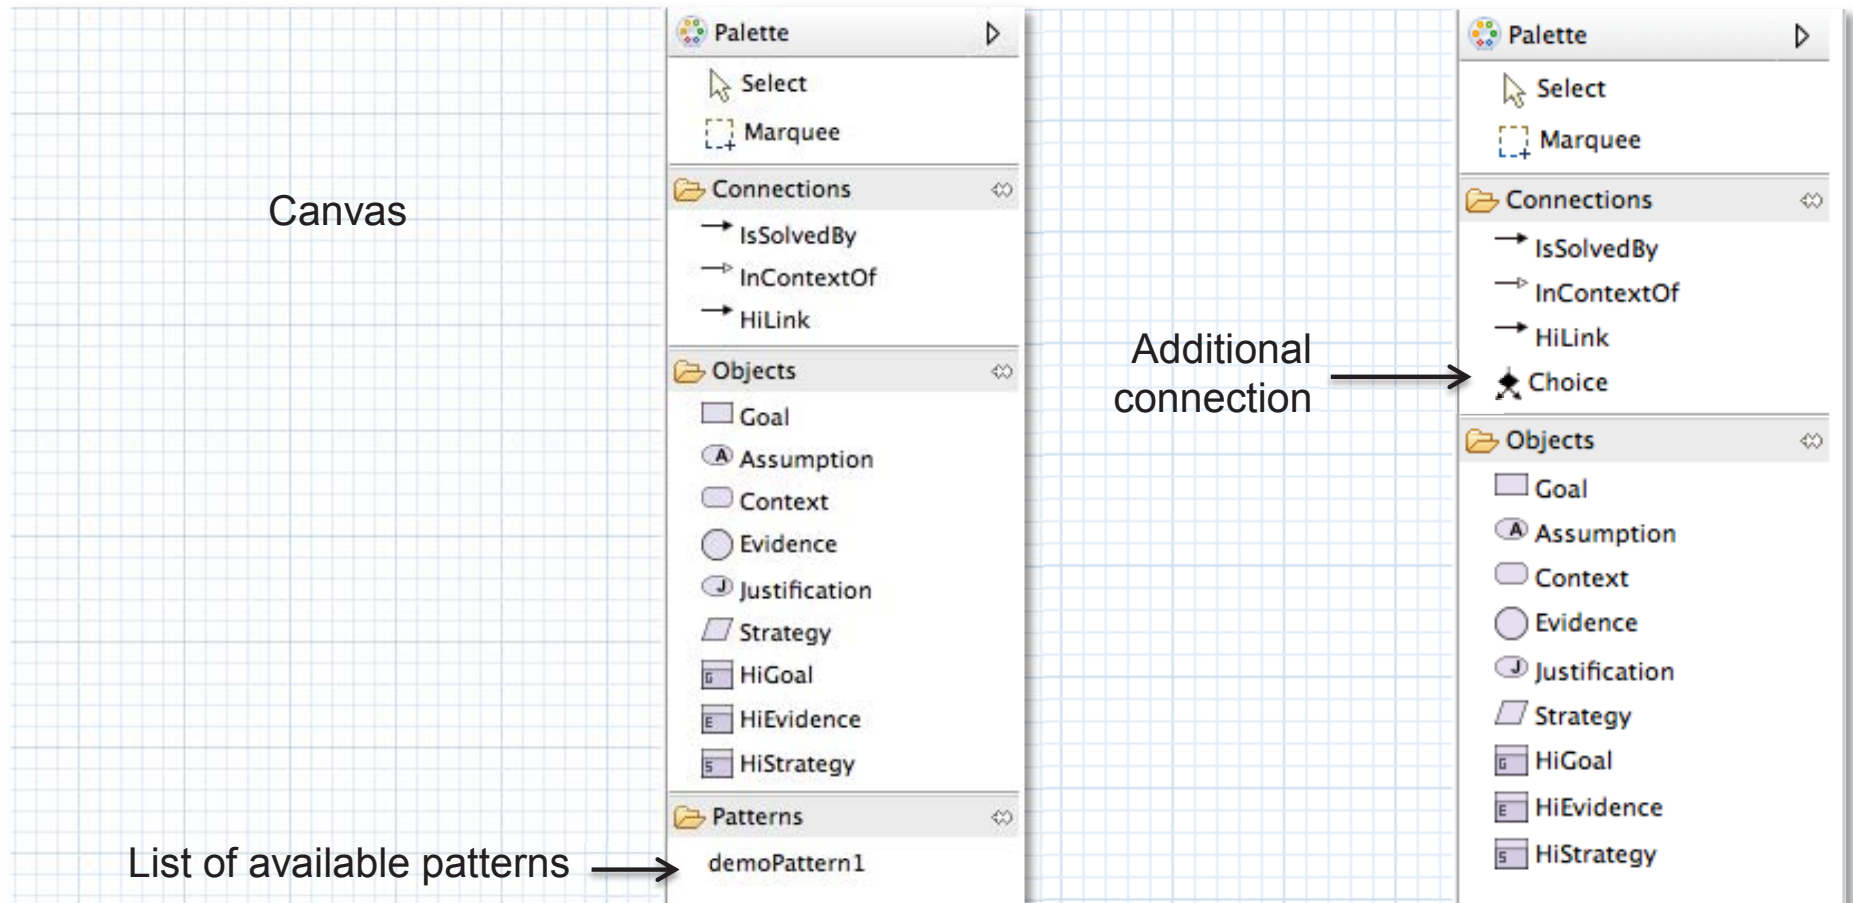 Canvas
List of available patterns
Palette
Select
Marquee
Connections
IsSolvedBy
InContextOf
HiLink
Objects
Goal
A Assumption
Context
Evidence
J Justification
Strategy
G HiGoal
E HiEvidence
S HiStrategy
Patterns
demoPattern1
Additional
connection
Palette
Select
Marquee
Connections
IsSolvedBy
InContextOf
HiLink
Choice
Objects
Goal
A Assumption
Context
Evidence
J Justification
Strategy
G HiGoal
E HiEvidence
S HiStrategy